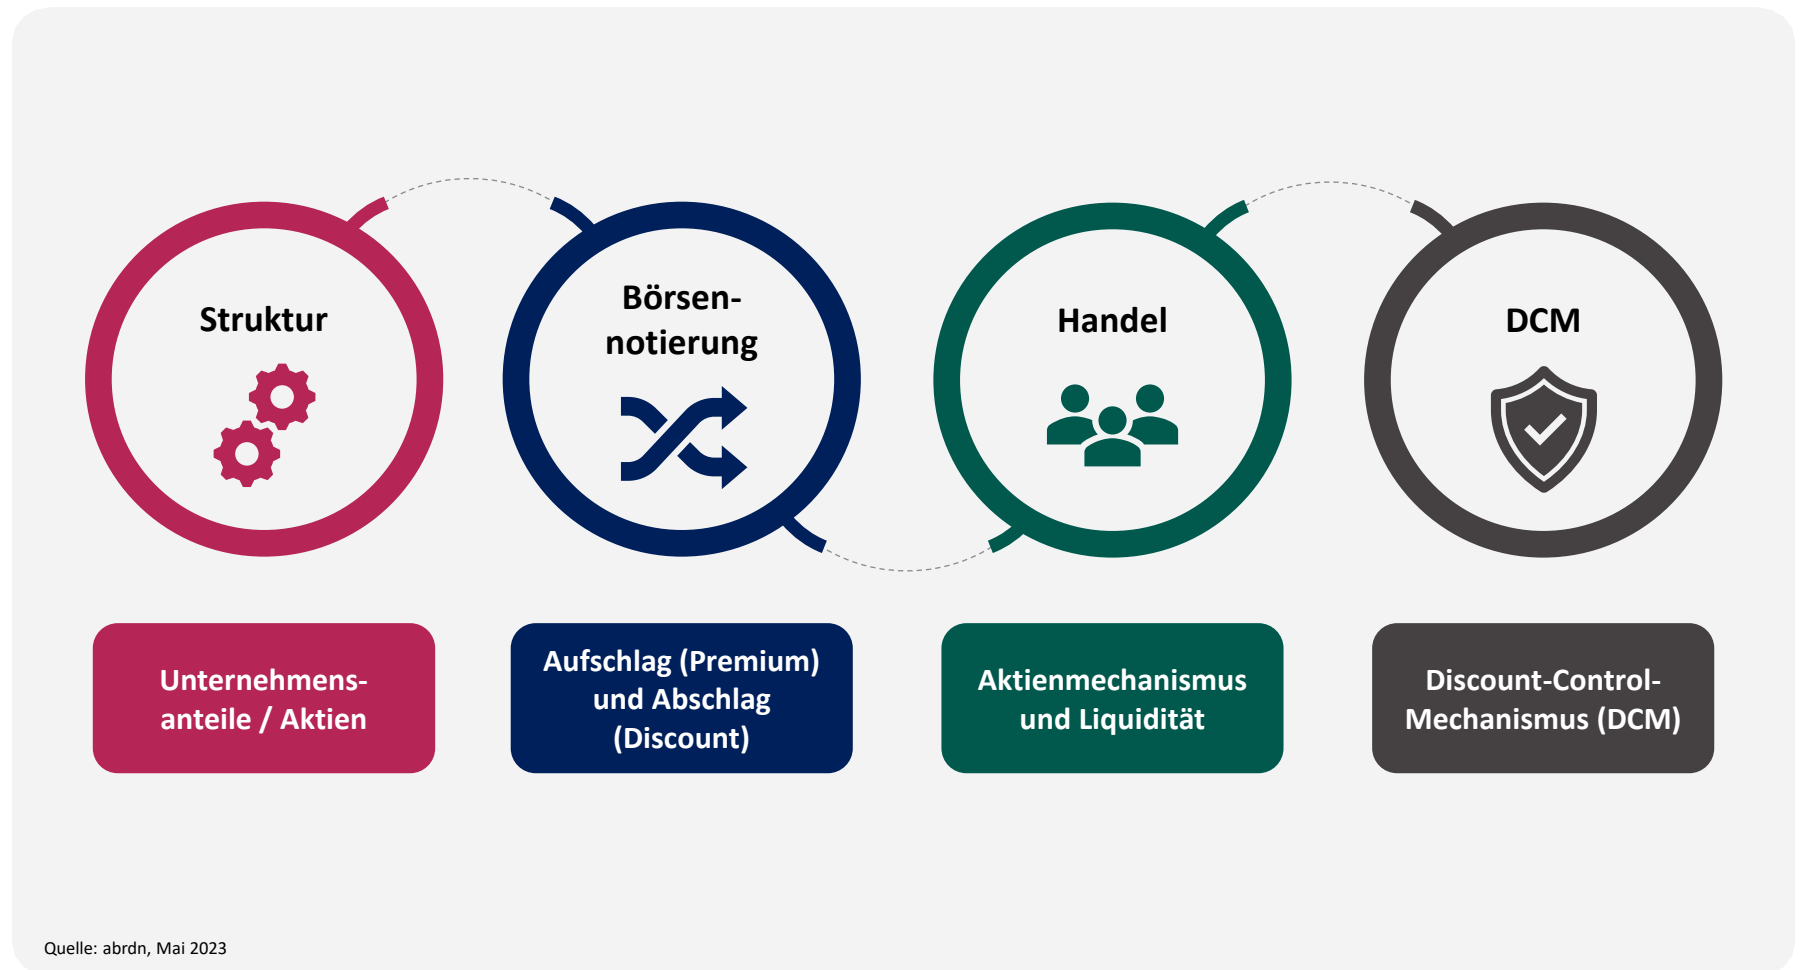 Struktur
Börsen-
notierung
Handel
DCM
Unternehmens-
anteile / Aktien
Aufschlag (Premium)
und Abschlag
(Discount)
Aktienmechanismus
und Liquidität
Discount-Control-
Mechanismus (DCM)
Quelle: abrdn, Mai 2023